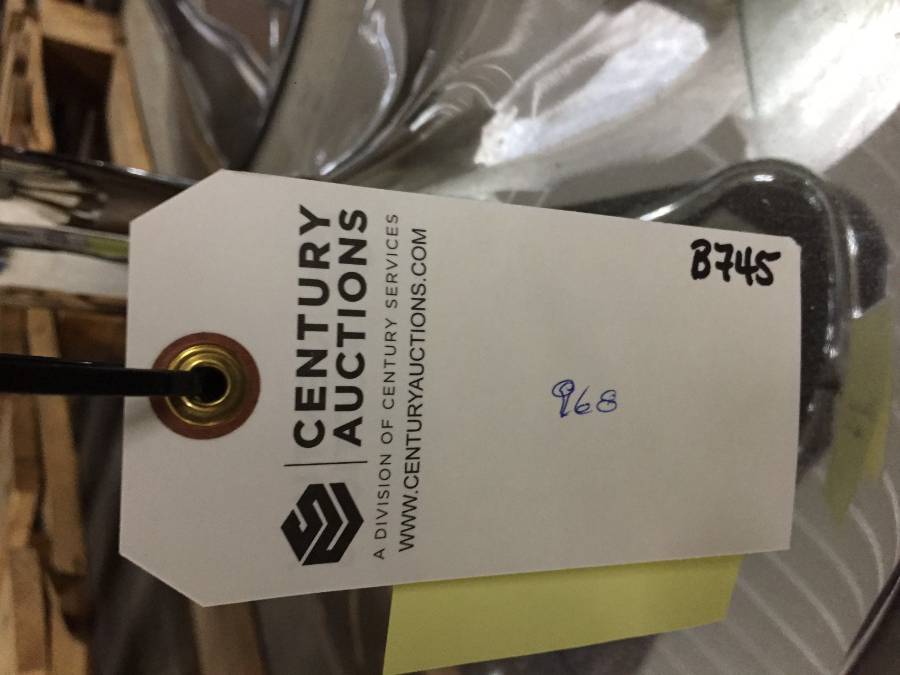 CENTURY
AUCTIONS
A DIVISION OF CENTURY SERVICES
WWW.CENTURYAUCTIONS.COM
B745
968